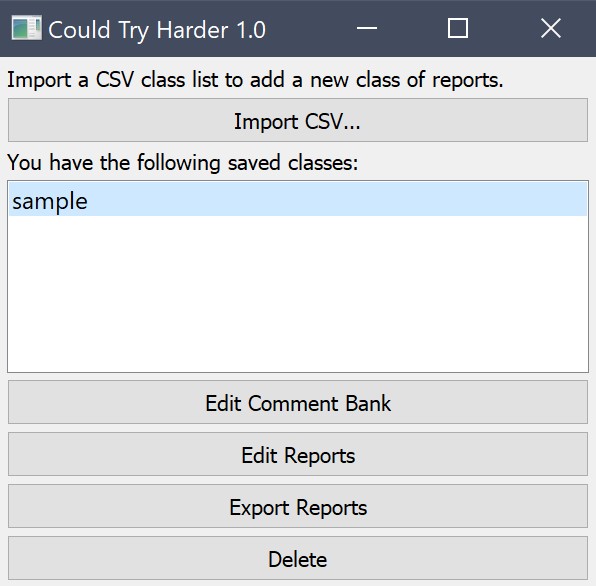 Could Try Harder 1.0
Import a CSV class list to add a new class of reports.
Import CSV...
You have the following saved classes:
sample
Edit Comment Bank
Edit Reports
Export Reports
Delete